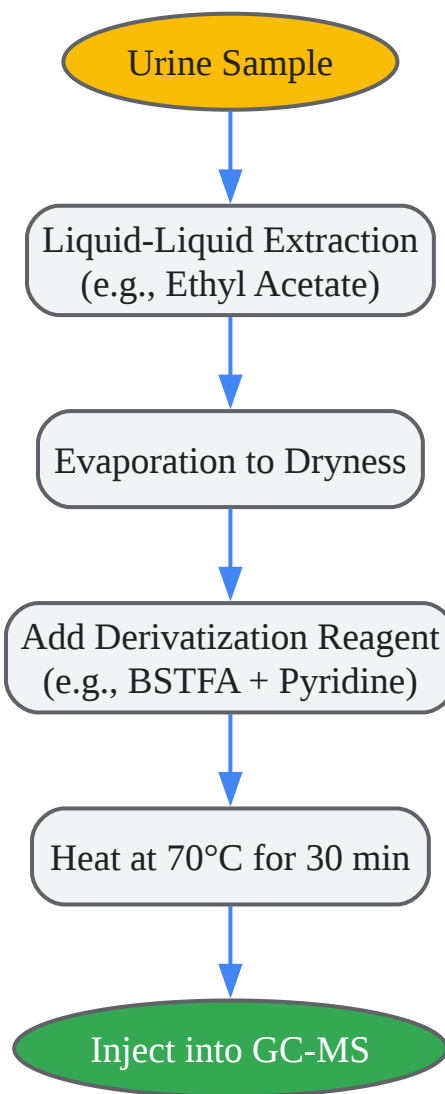 Urine Sample
Liquid-Liquid Extraction
(e.g., Ethyl Acetate)
Evaporation to Dryness
Add Derivatization Reagent
(e.g., BSTFA + Pyridine)
Heat at 70°C for 30 min
Inject into GC-MS